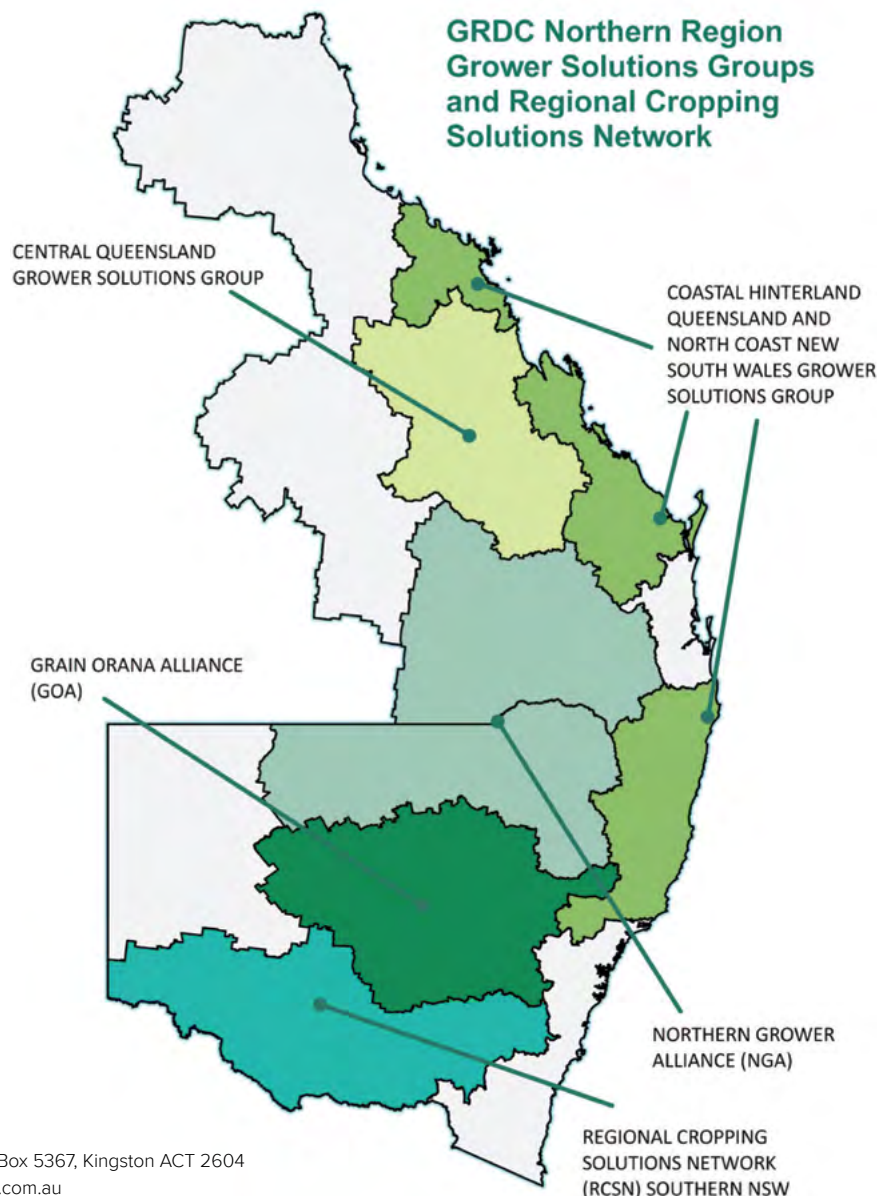 GRDC Northern Region
Grower Solutions Groups
and Regional Cropping
Solutions Network
CENTRAL QUEENSLAND
GROWER SOLUTIONS GROUP
COASTAL HINTERLAND
QUEENSLAND AND
NORTH COAST NEW
SOUTH WALES GROWER
SOLUTIONS GROUP
GRAIN ORANA ALLIANCE
(GOA)
NORTHERN GROWER
ALLIANCE (NGA)
REGIONAL CROPPING
SOLUTIONS NETWORK
(RCSN) SOUTHERN NSW
Box 5367, Kingston ACT 2604
.com.au